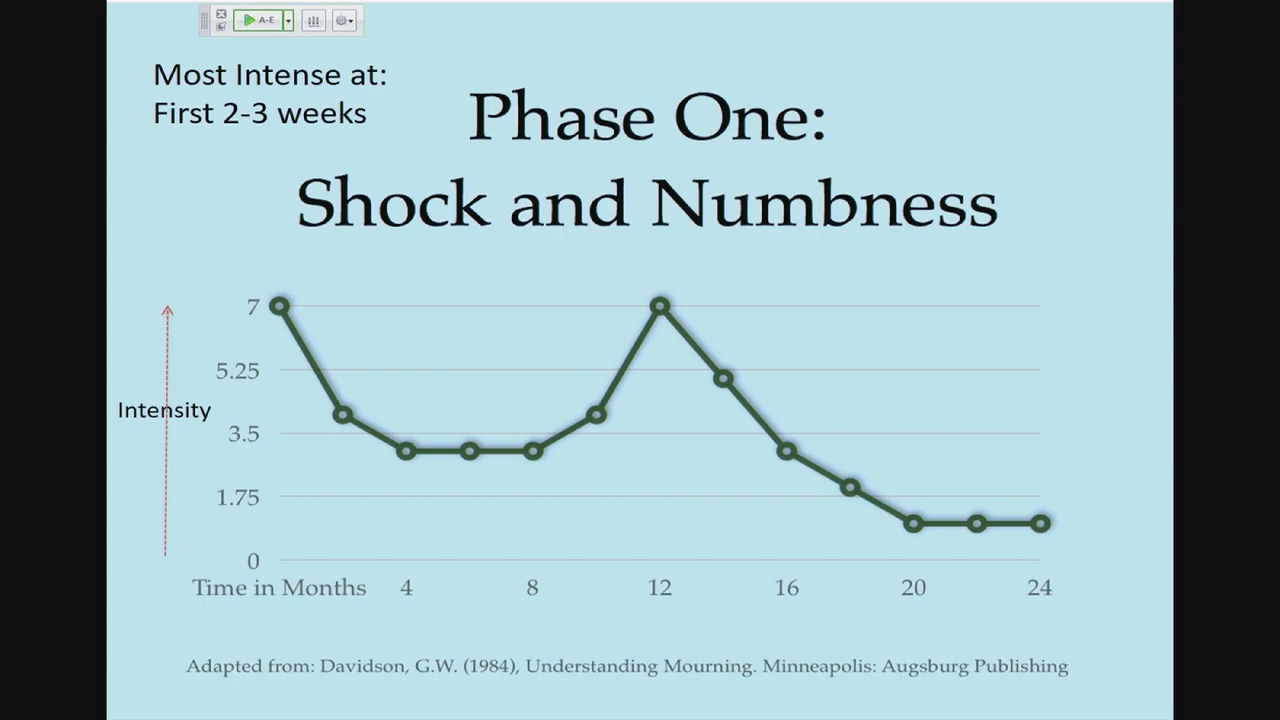 A-E
Most Intense at:
First 2-3 weeks
Phase One:
Shock and Numbness
7
5.25
Intensity
3.5
1.75
0
Time in Months 4 8 12 16 20 24
Adapted from: Davidson, G.W. (1984), Understanding Mourning. Minneapolis: Augsburg Publishing